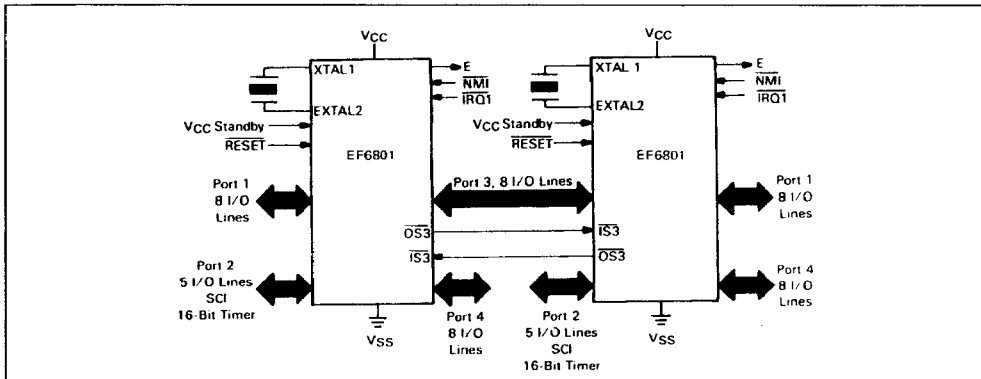 VCC
XTAL1
E
NMI
EXTAL2
IRQ1
VCC Standby
RESET
EF6801
Port 1
8 I/O
Lines
Port 3, 8 I/O Lines
OS3
IS3
Port 2
5 I/O Lines
SCI
16-Bit Timer
Port 4
8 I/O
Lines
VSS
VCC
XTAL 1
E
NMI
EXTAL2
IRQ1
VCC Standby
RESET
EF6801
Port 1
8 I/O
Lines
IS3
OS3
Port 2
5 I/O Lines
SCI
16-Bit Timer
Port 4
8 I/O
Lines
VSS